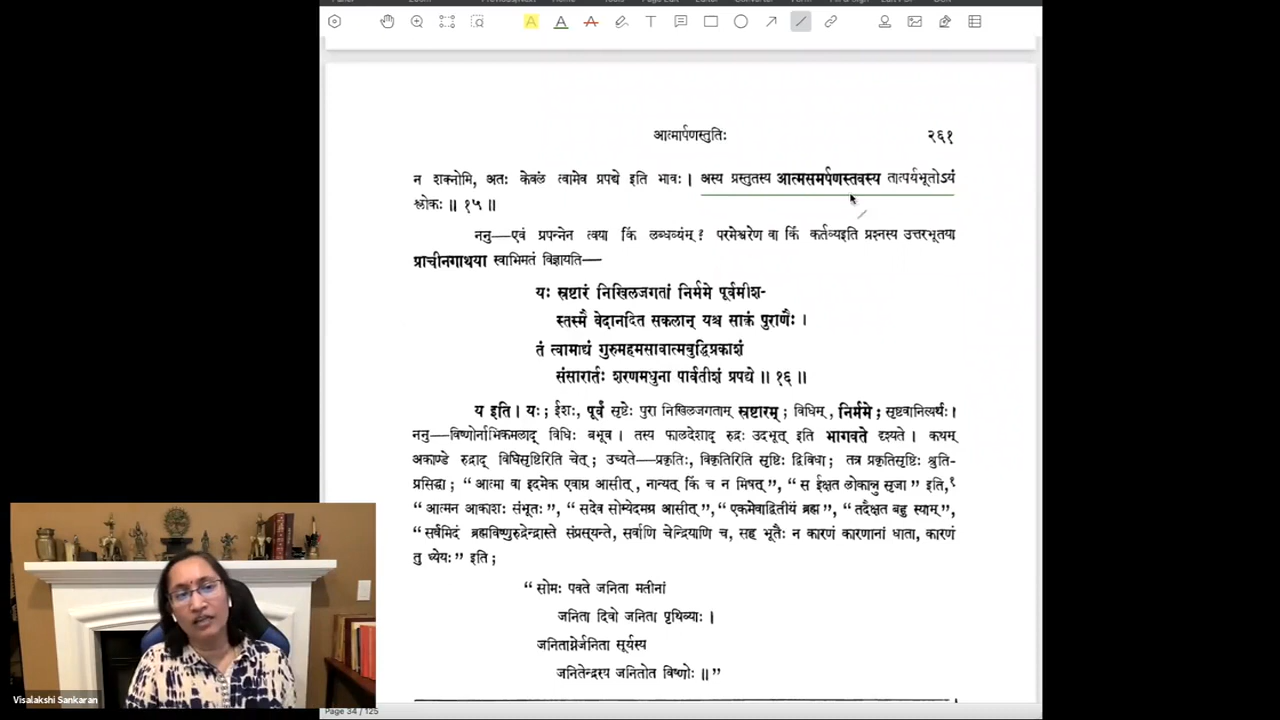 आत्मार्पणस्तुतिः २६१
न शक्नोमि, अतः केवलं त्वामेव प्रपद्ये इति भावः। अस्य प्रस्तुतस्य आत्मसमर्पणस्तवस्य तात्पर्यभूतोऽयं
श्लोकः ॥ १५ ॥
ननु—एवं प्रपन्नेन त्वया किं लब्धव्यंम् ? परमेश्वरेण वा किं कर्तव्यइति प्रश्नस्य उत्तरभूतया
प्राचीनगाथया स्वाभिमतं विज्ञायति—
यः स्रष्टारं निखिलजगतां निर्ममे पूर्वमीश-
स्तस्मै वेदानदित सकलान् यश्च साकं पुराणैः ।
तं त्वामाद्यं गुरुमहमसावात्मबुद्धिप्रकाशं
संसारार्तः शरणमधुना पार्वतीशं प्रपद्ये ॥ १६ ॥
य इति । यः; ईशः, पूर्वं सृष्टेः पुरा निखिलजगताम् स्रष्टारम् ; विधिम् , निर्ममे ; सृष्टवानित्यर्थः ।
ननु—विष्णोर्नाभिकमलाद् विधिः बभूव । तस्य फालदेशाद् रुद्रः उदभूत् इति भागवते दृश्यते । कथम्
अकाण्डे रुद्राद् विधिसृष्टिरिति चेत् ; उच्यते—प्रकृतिः, विकृतिरिति सृष्टिः द्विविधा ; तत्र प्रकृतिसृष्टिः श्रुति-
प्रसिद्धा ; “ आत्मा वा इदमेक एवाग्र आसीत् , नान्यत् किं च न मिषत् ”, “ स ईक्षत लोकान्नु सृजा ” इति,१
“ आत्मन आकाशः संभूतः ”, “ सदेव सोम्येदमग्र आसीत् ”, “ एकमेवाद्वितीयं ब्रह्म ”, “ तदैक्षत बहु स्याम् ”,
“ सर्वमिदं ब्रह्मविष्णुरुद्रेन्द्रास्ते संप्रसूयन्ते, सर्वाणि चेन्द्रियाणि च, सह भूतैः न कारणं कारणानां धाता, कारणं
तु ध्येयः ” इति ;
“ सोमः पवते जनिता मतीनां
जनिता दिवो जनिता पृथिव्याः ।
जनिताग्नेर्जनिता सूर्यस्य
जनितेन्द्रस्य जनितोत विष्णोः ॥ ”
Visalakshi Sankaran
Page 34 / 125